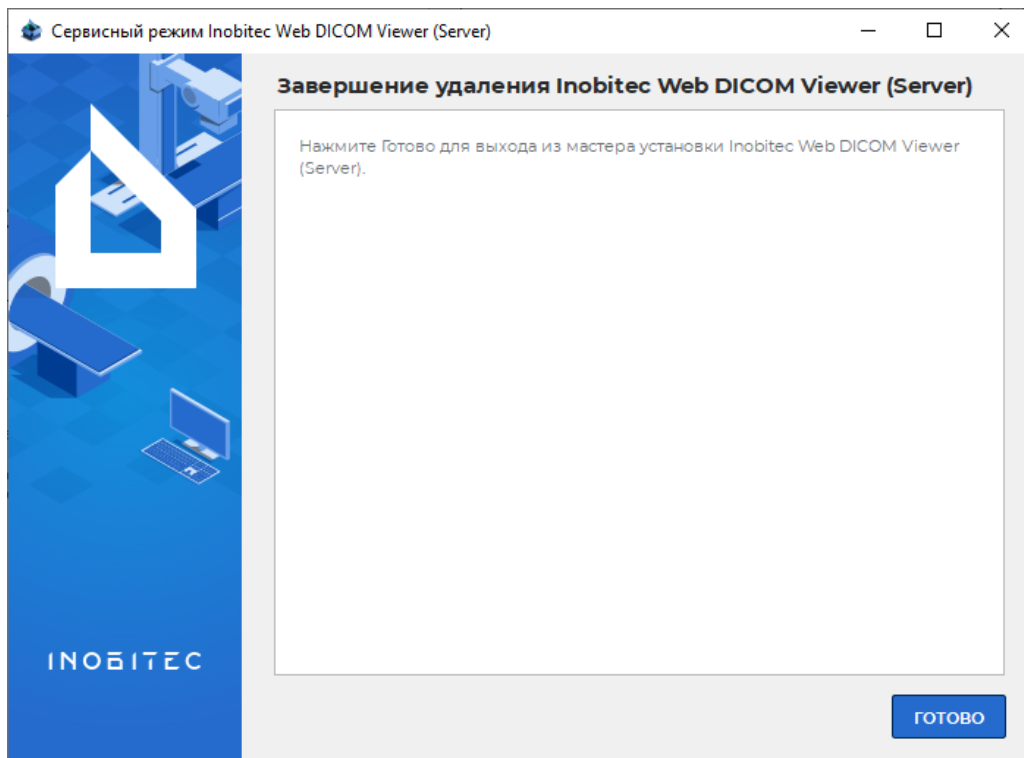 Сервисный режим Inobitec Web DICOM Viewer (Server)
Завершение удаления Inobitec Web DICOM Viewer (Server)
Нажмите Готово для выхода из мастера установки Inobitec Web DICOM Viewer
(Server).
INOBITEC
ГОТОВО